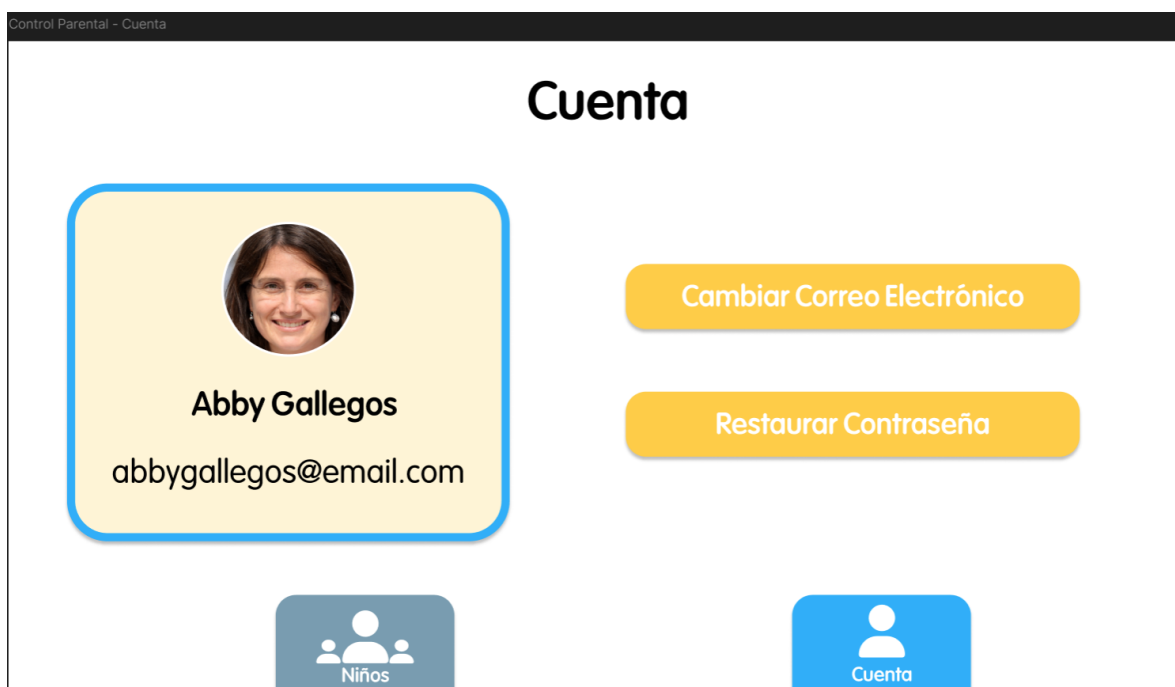 Control Parental - Cuenta
Cuenta
Abby Gallegos
abbygallegos@email.com
Cambiar Correo Electrónico
Restaurar Contraseña
Niños
Cuenta